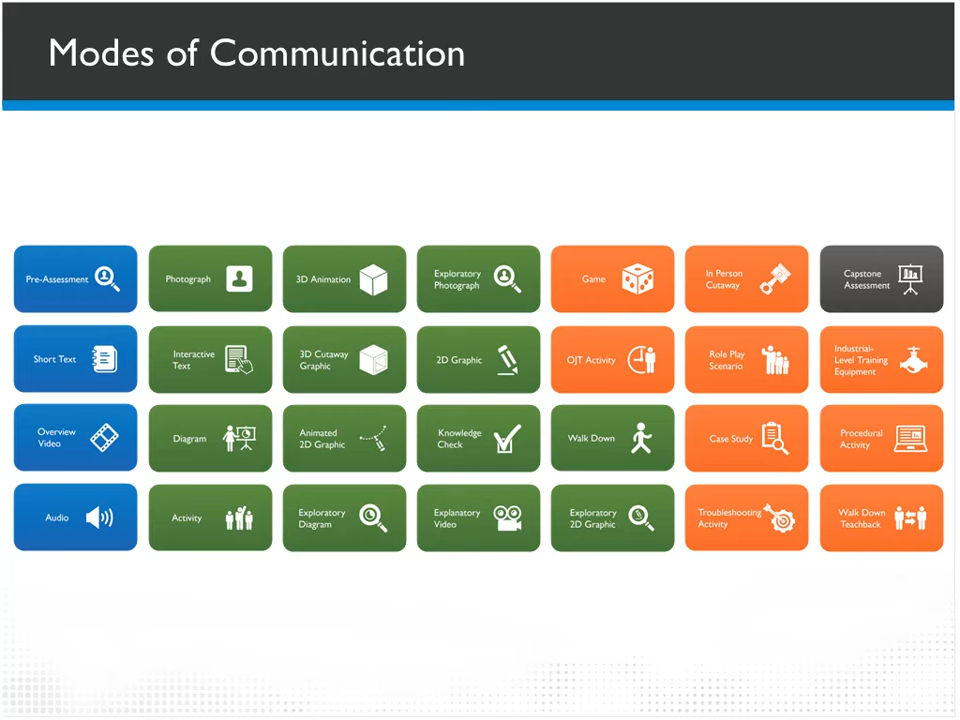 Modes of Communication
Pre-Assessment
Photograph
3D Animation
Exploratory
Photograph
Game
In Person
Cutaway
Capstone
Assessment
Short Text
Interactive
Text
3D Cutaway
Graphic
2D Graphic
OJT Activity
Role Play
Scenario
Industrial-
Level Training
Equipment
Overview
Video
Diagram
Animated
2D Graphic
Knowledge
Check
Walk Down
Case Study
Procedural
Activity
Audio
Activity
Exploratory
Diagram
Explanatory
Video
Exploratory
2D Graphic
Troubleshooting
Activity
Walk Down
Teachback